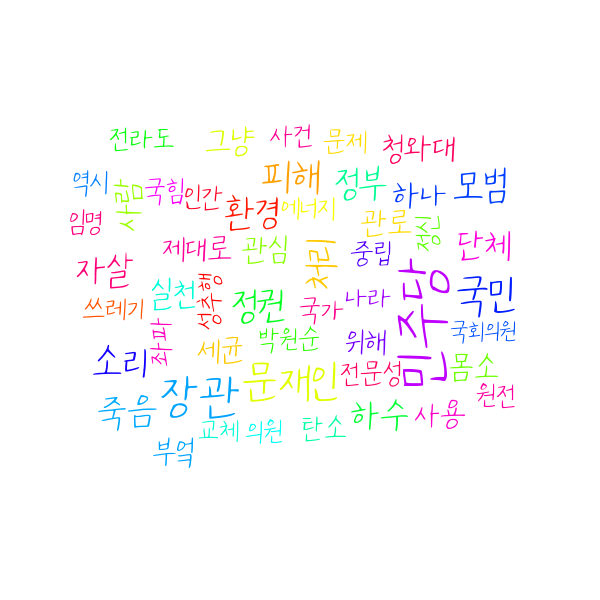 전라도 그냥 사건 문제 청와대
역시 사람 국힘 인간 피해 정부 하나 모범
임명 환경 에너지 관로 정신
자살 제대로 관심 처리 중립 단체
쓰레기 실천 성추행 정권 국가 나라 민주당 국민
소리 좌파 세균 박원순 위해 국회의원
죽음 장관 문재인 전문성 몸소
부엌 교체 의원 탄소 하수 사용 원전